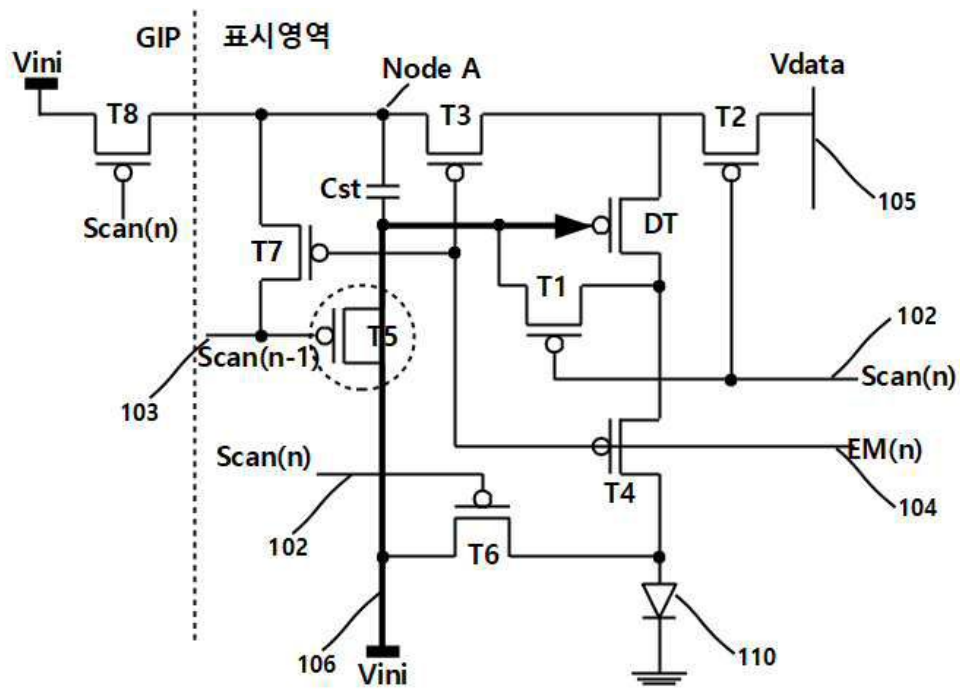 GIP 표시영역
Vini
Node A
Vdata
T8
T3
T2
Cst
105
Scan(n)
DT
T7
T1
102
T5
Scan(n-1)
Scan(n)
103
Scan(n)
EM(n)
T4
104
102
T6
106
Vini
110